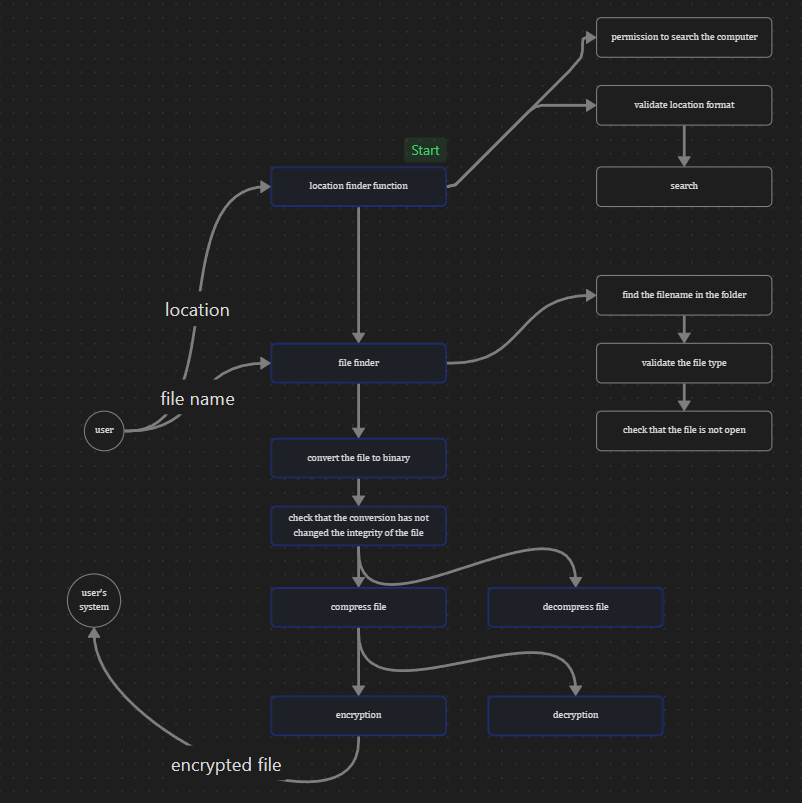 permission to search the computer
validate location format
Start
location finder function
search
find the filename in the folder
location
file finder
validate the file type
file name
user
check that the file is not open
convert the file to binary
check that the conversion has not
changed the integrity of the file
user's
system
compress file
decompress file
encryption
decryption
encrypted file